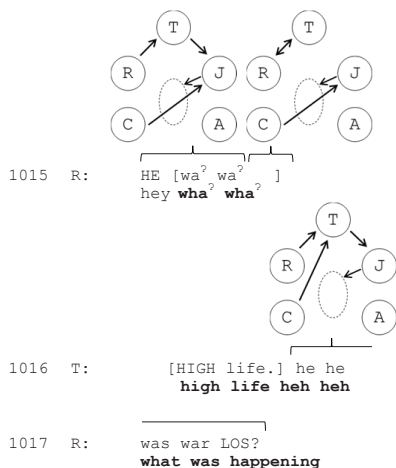 T T
R J R J
C A C A
1015 R: HE [wa? wa? ]
hey wha? wha?
T
R J
C A
1016 T: [HIGH life.] he he
high life heh heh
1017 R: was war LOS?
what was happening